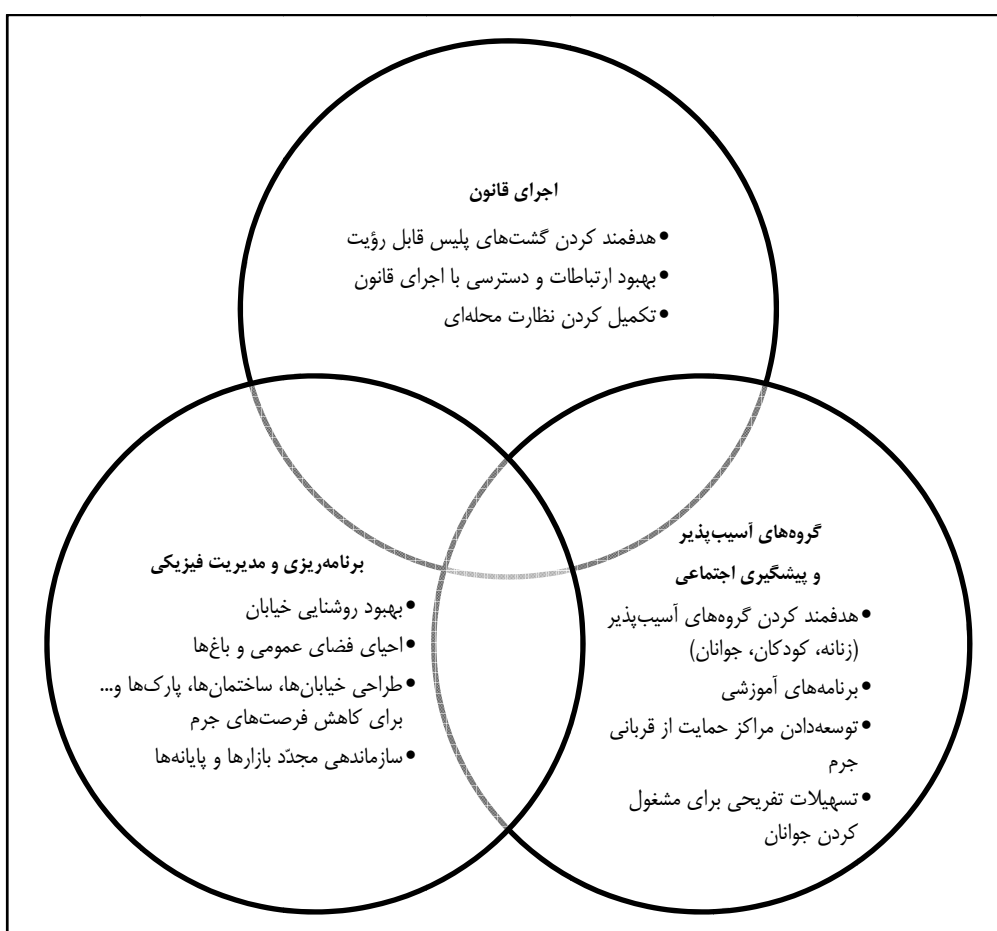 اجرای قانون
•هدفمند کردن گشت‌های پلیس قابل رؤیت
•بهبود ارتباطات و دسترسی با اجرای قانون
•تکمیل کردن نظارت محله‌ای
گروه‌های آسیب‌پذیر
و پیشگیری اجتماعی
•هدفمند کردن گروه‌های آسیب‌پذیر
(زنانه، کودکان، جوانان)
•برنامه‌های آموزشی
•توسعه‌دادن مراکز حمایت از قربانی
جرم
•تسهیلات تفریحی برای مشغول
کردن جوانان
برنامه‌ریزی و مدیریت فیزیکی
•بهبود روشنایی خیابان
•احیای فضای عمومی و باغ‌ها
•طراحی خیابان‌ها، ساختمان‌ها، پارک‌ها و...
برای کاهش فرصت‌های جرم
•سازماندهی مجدّد بازارها و پایانه‌ها